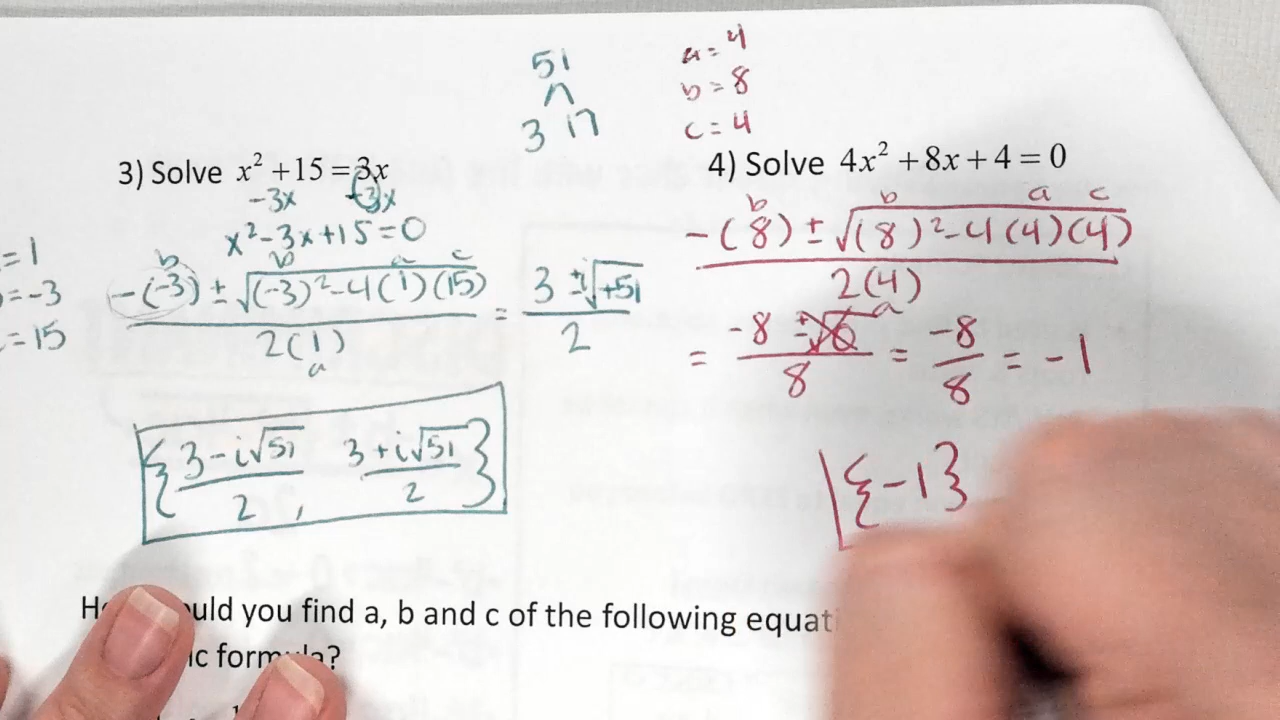 51
∧
3 17
a = 4
b = 8
c = 4
3) Solve x² + 15 = 3x
-3x -3x
x² - 3x + 15 = 0
= 1
= -3
= 15
b b a c
-(-3) ± √(-3)² - 4(1)(15) = 3 ± i√+51
2(1) 2
a
{ 3 - i√51 , 3 + i√51 }
2 2
4) Solve 4x² + 8x + 4 = 0
b b a c
-(8) ± √(8)² - 4(4)(4)
2(4)
a
= -8 ± √0 = -8 = -1
8 8
{-1}
uld you find a, b and c of the following equat
ic formula?